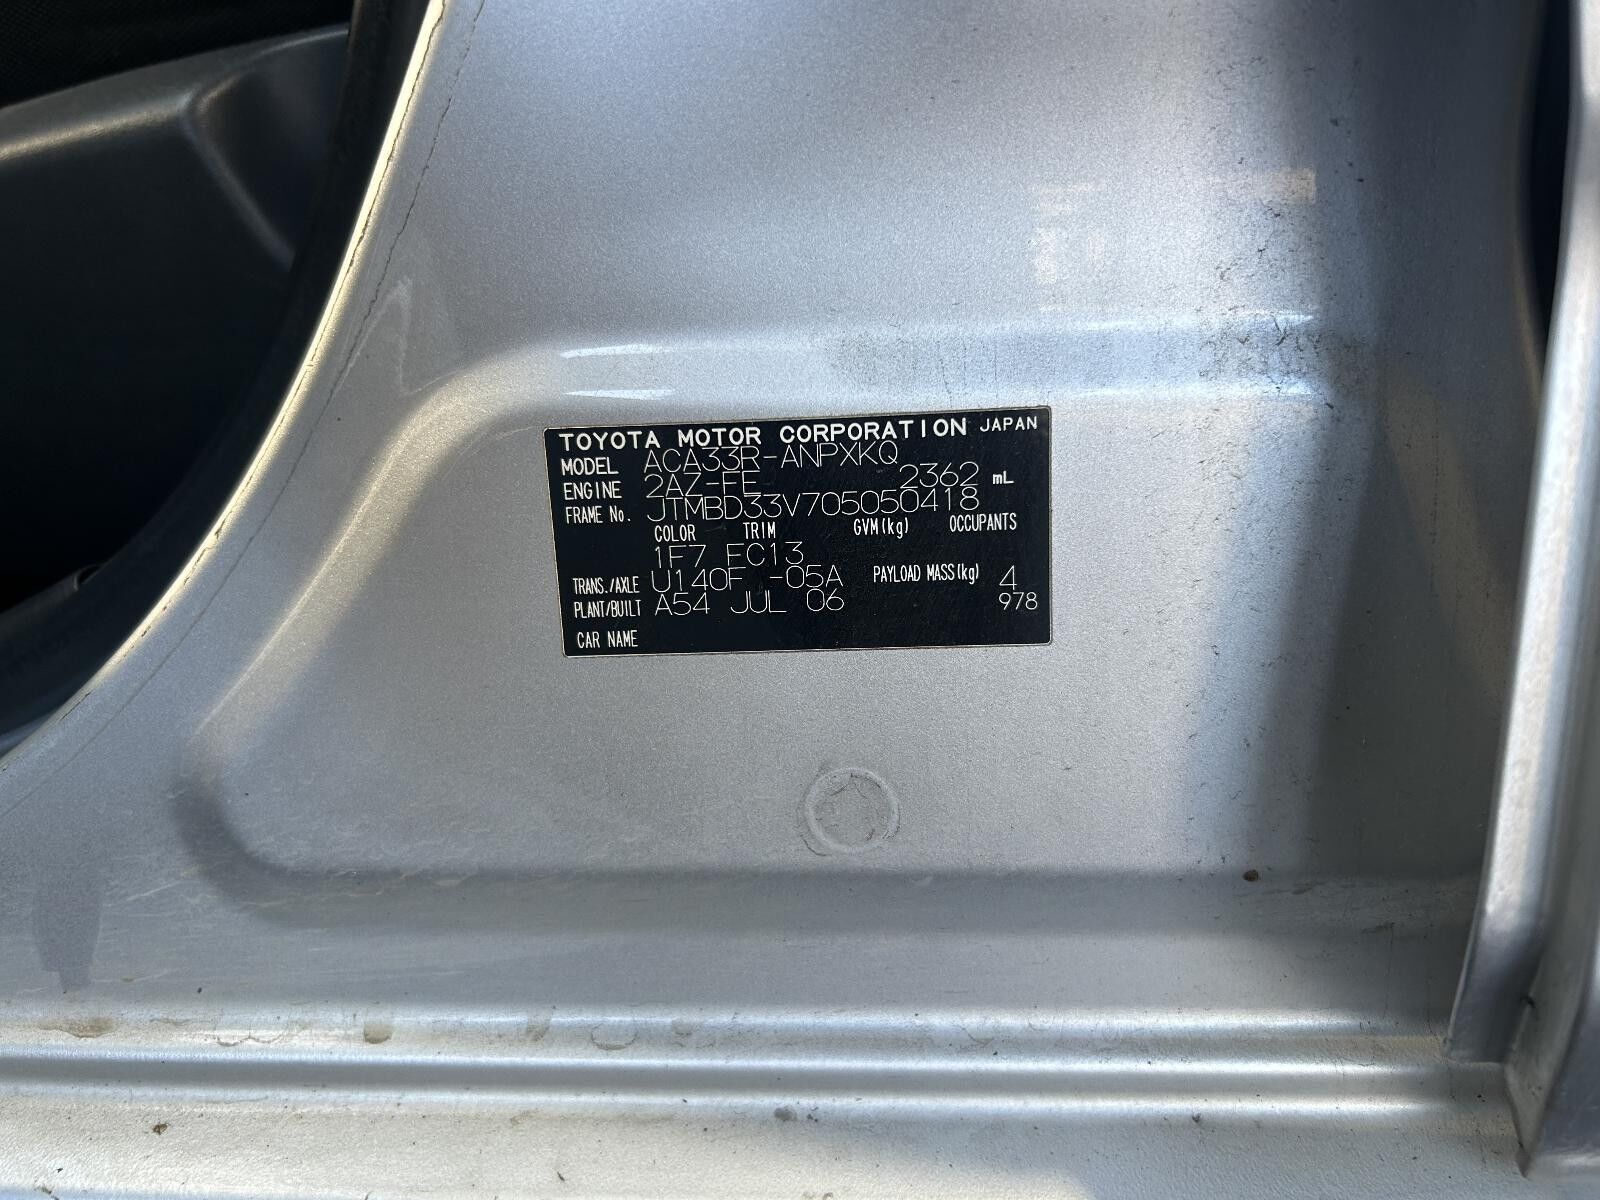 TOYOTA MOTOR CORPORATION JAPAN
MODEL ACA33R-ANPXKQ
ENGINE 2AZ-FE 2362 mL
FRAME No. JTMBD33V705050418
COLOR TRIM GVM(kg) OCCUPANTS
1F7 FC13
TRANS./AXLE U140F -05A PAYLOAD MASS(kg) 4
PLANT/BUILT A54 JUL 06 978
CAR NAME